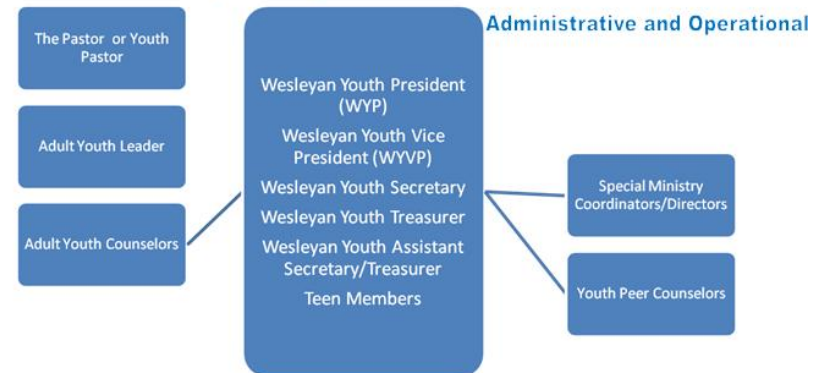 Administrative and Operational
The Pastor or Youth
Pastor
Adult Youth Leader
Adult Youth Counselors
Wesleyan Youth President
(WYP)
Wesleyan Youth Vice
President (WYVP)
Wesleyan Youth Secretary
Wesleyan Youth Treasurer
Wesleyan Youth Assistant
Secretary/Treasurer
Teen Members
Special Ministry
Coordinators/Directors
Youth Peer Counselors